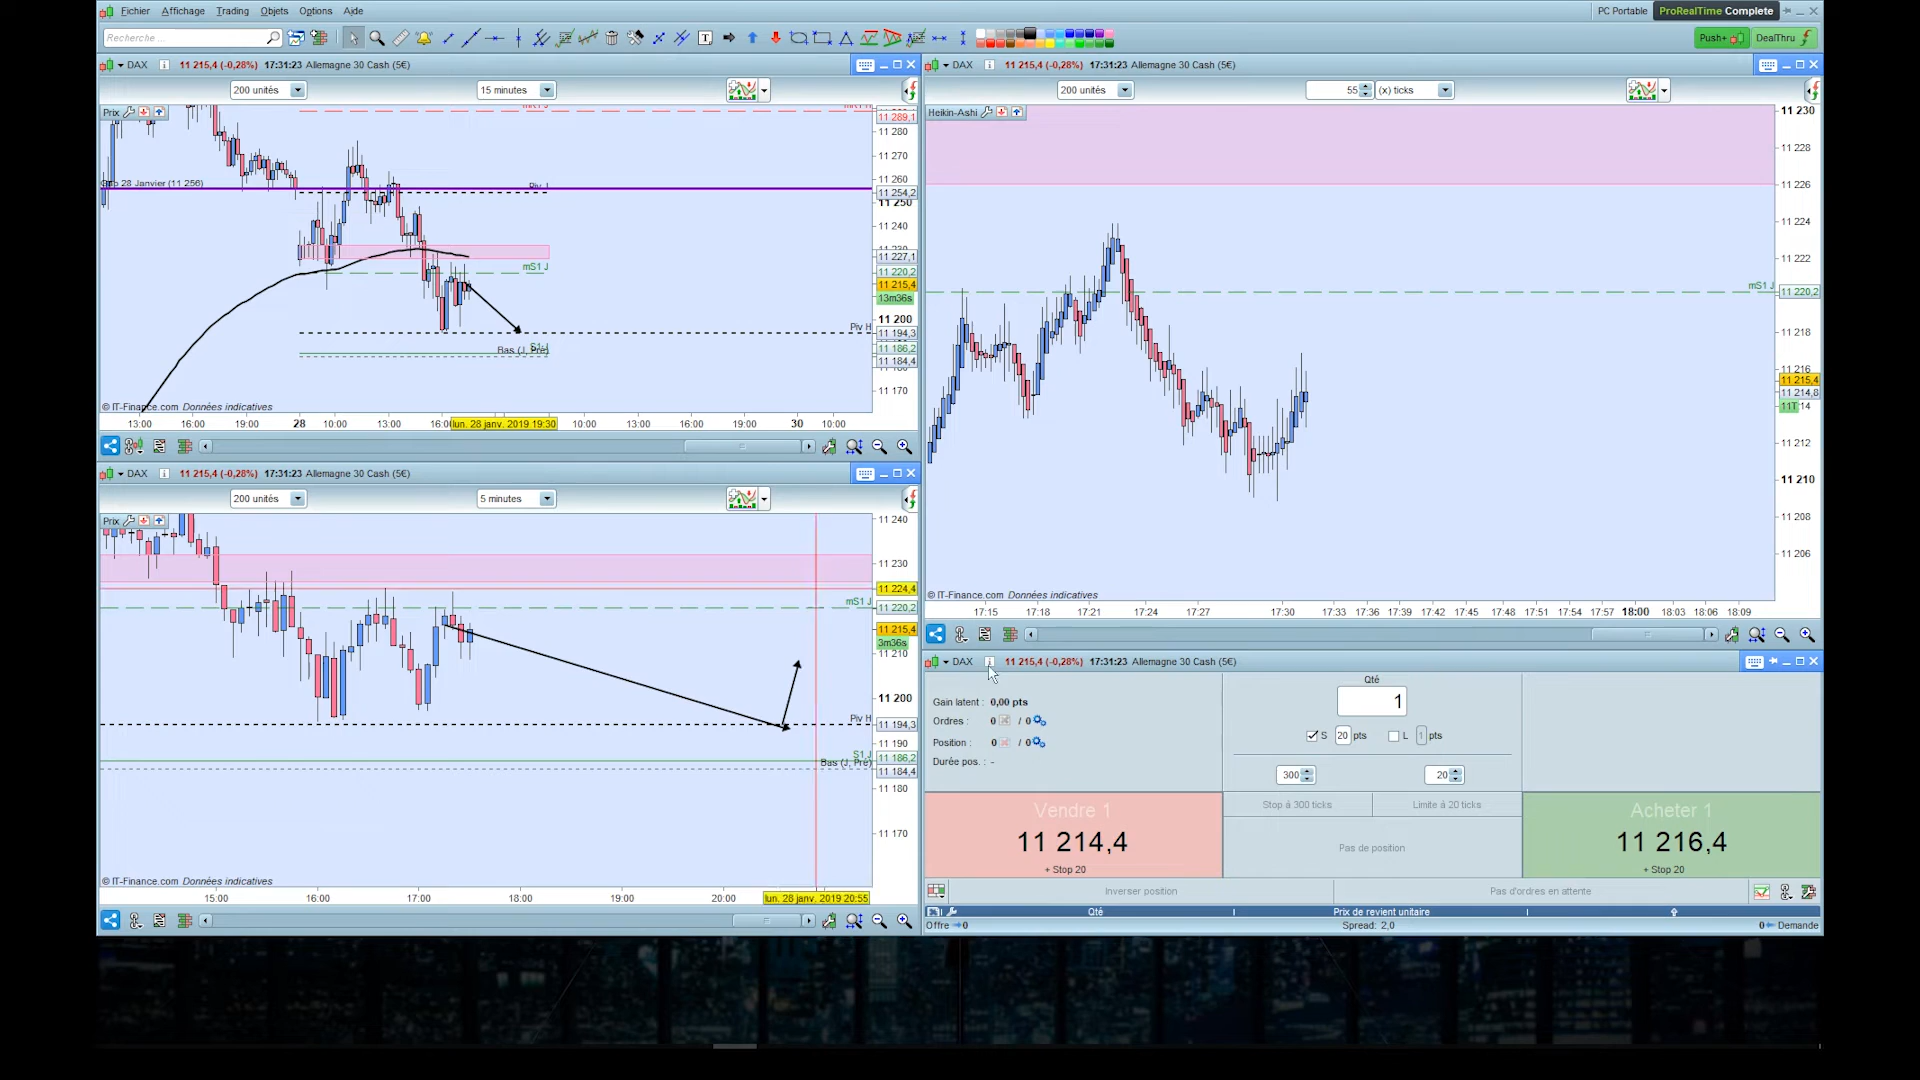 Fichier Affichage Trading Objets Options Aide
PC Portable ProRealTime Complete
Recherche ...
Push+ DealThru
DAX 11 215,4 (-0,28%) 17:31:23 Allemagne 30 Cash (5€)
200 unités 15 minutes
Prix
28 Janvier (11 256)
Piv J
mS1 J
Piv H
S1 J
Bas (J, Pré)
11 289,1
11 280
11 270
11 260
11 254,2
11 250
11 240
11 230
11 227,1
11 220,2
11 215,4
13m36s
11 200
11 194,3
11 186,2
11 184,4
11 170
© IT-Finance.com Données indicatives
13:00 16:00 19:00 28 10:00 13:00 16:00 lun. 28 janv. 2019 19:30 10:00 13:00 16:00 19:00 30 10:00
DAX 11 215,4 (-0,28%) 17:31:23 Allemagne 30 Cash (5€)
200 unités 5 minutes
Prix
mS1 J
Piv H
S1 J
Bas (J, Pré)
11 240
11 230
11 224,4
11 220,2
11 215,4
3m36s
11 210
11 200
11 194,3
11 190
11 186,2
11 184,4
11 180
11 170
© IT-Finance.com Données indicatives
15:00 16:00 17:00 18:00 19:00 20:00 lun. 28 janv. 2019 20:55
DAX 11 215,4 (-0,28%) 17:31:23 Allemagne 30 Cash (5€)
200 unités 55 (x) ticks
Heikin-Ashi
mS1 J
11 230
11 228
11 226
11 224
11 222
11 220,2
11 218
11 216
11 215,4
11 214,8
11T 14
11 212
11 210
11 208
11 206
© IT-Finance.com Données indicatives
17:15 17:18 17:21 17:24 17:27 17:30 17:33 17:36 17:39 17:42 17:45 17:48 17:51 17:54 17:57 18:00 18:03 18:06 18:09
DAX 11 215,4 (-0,28%) 17:31:23 Allemagne 30 Cash (5€)
Gain latent : 0,00 pts
Ordres : 0 / 0
Position : 0 / 0
Durée pos. : -
Qté
1
S 20 pts L 1 pts
300 20
Stop à 300 ticks Limite à 20 ticks
Vendre 1
11 214,4
+ Stop 20
Pas de position
Acheter 1
11 216,4
+ Stop 20
Inverser position Pas d'ordres en attente
Qté Prix de revient unitaire
Offre 0 Spread: 2,0 0 Demande